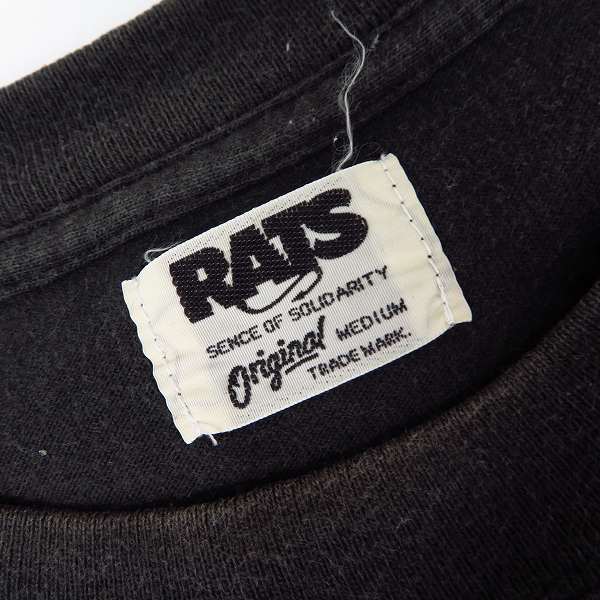 RATS
SENCE OF SOLIDARITY
Original MEDIUM
TRADE MARK.